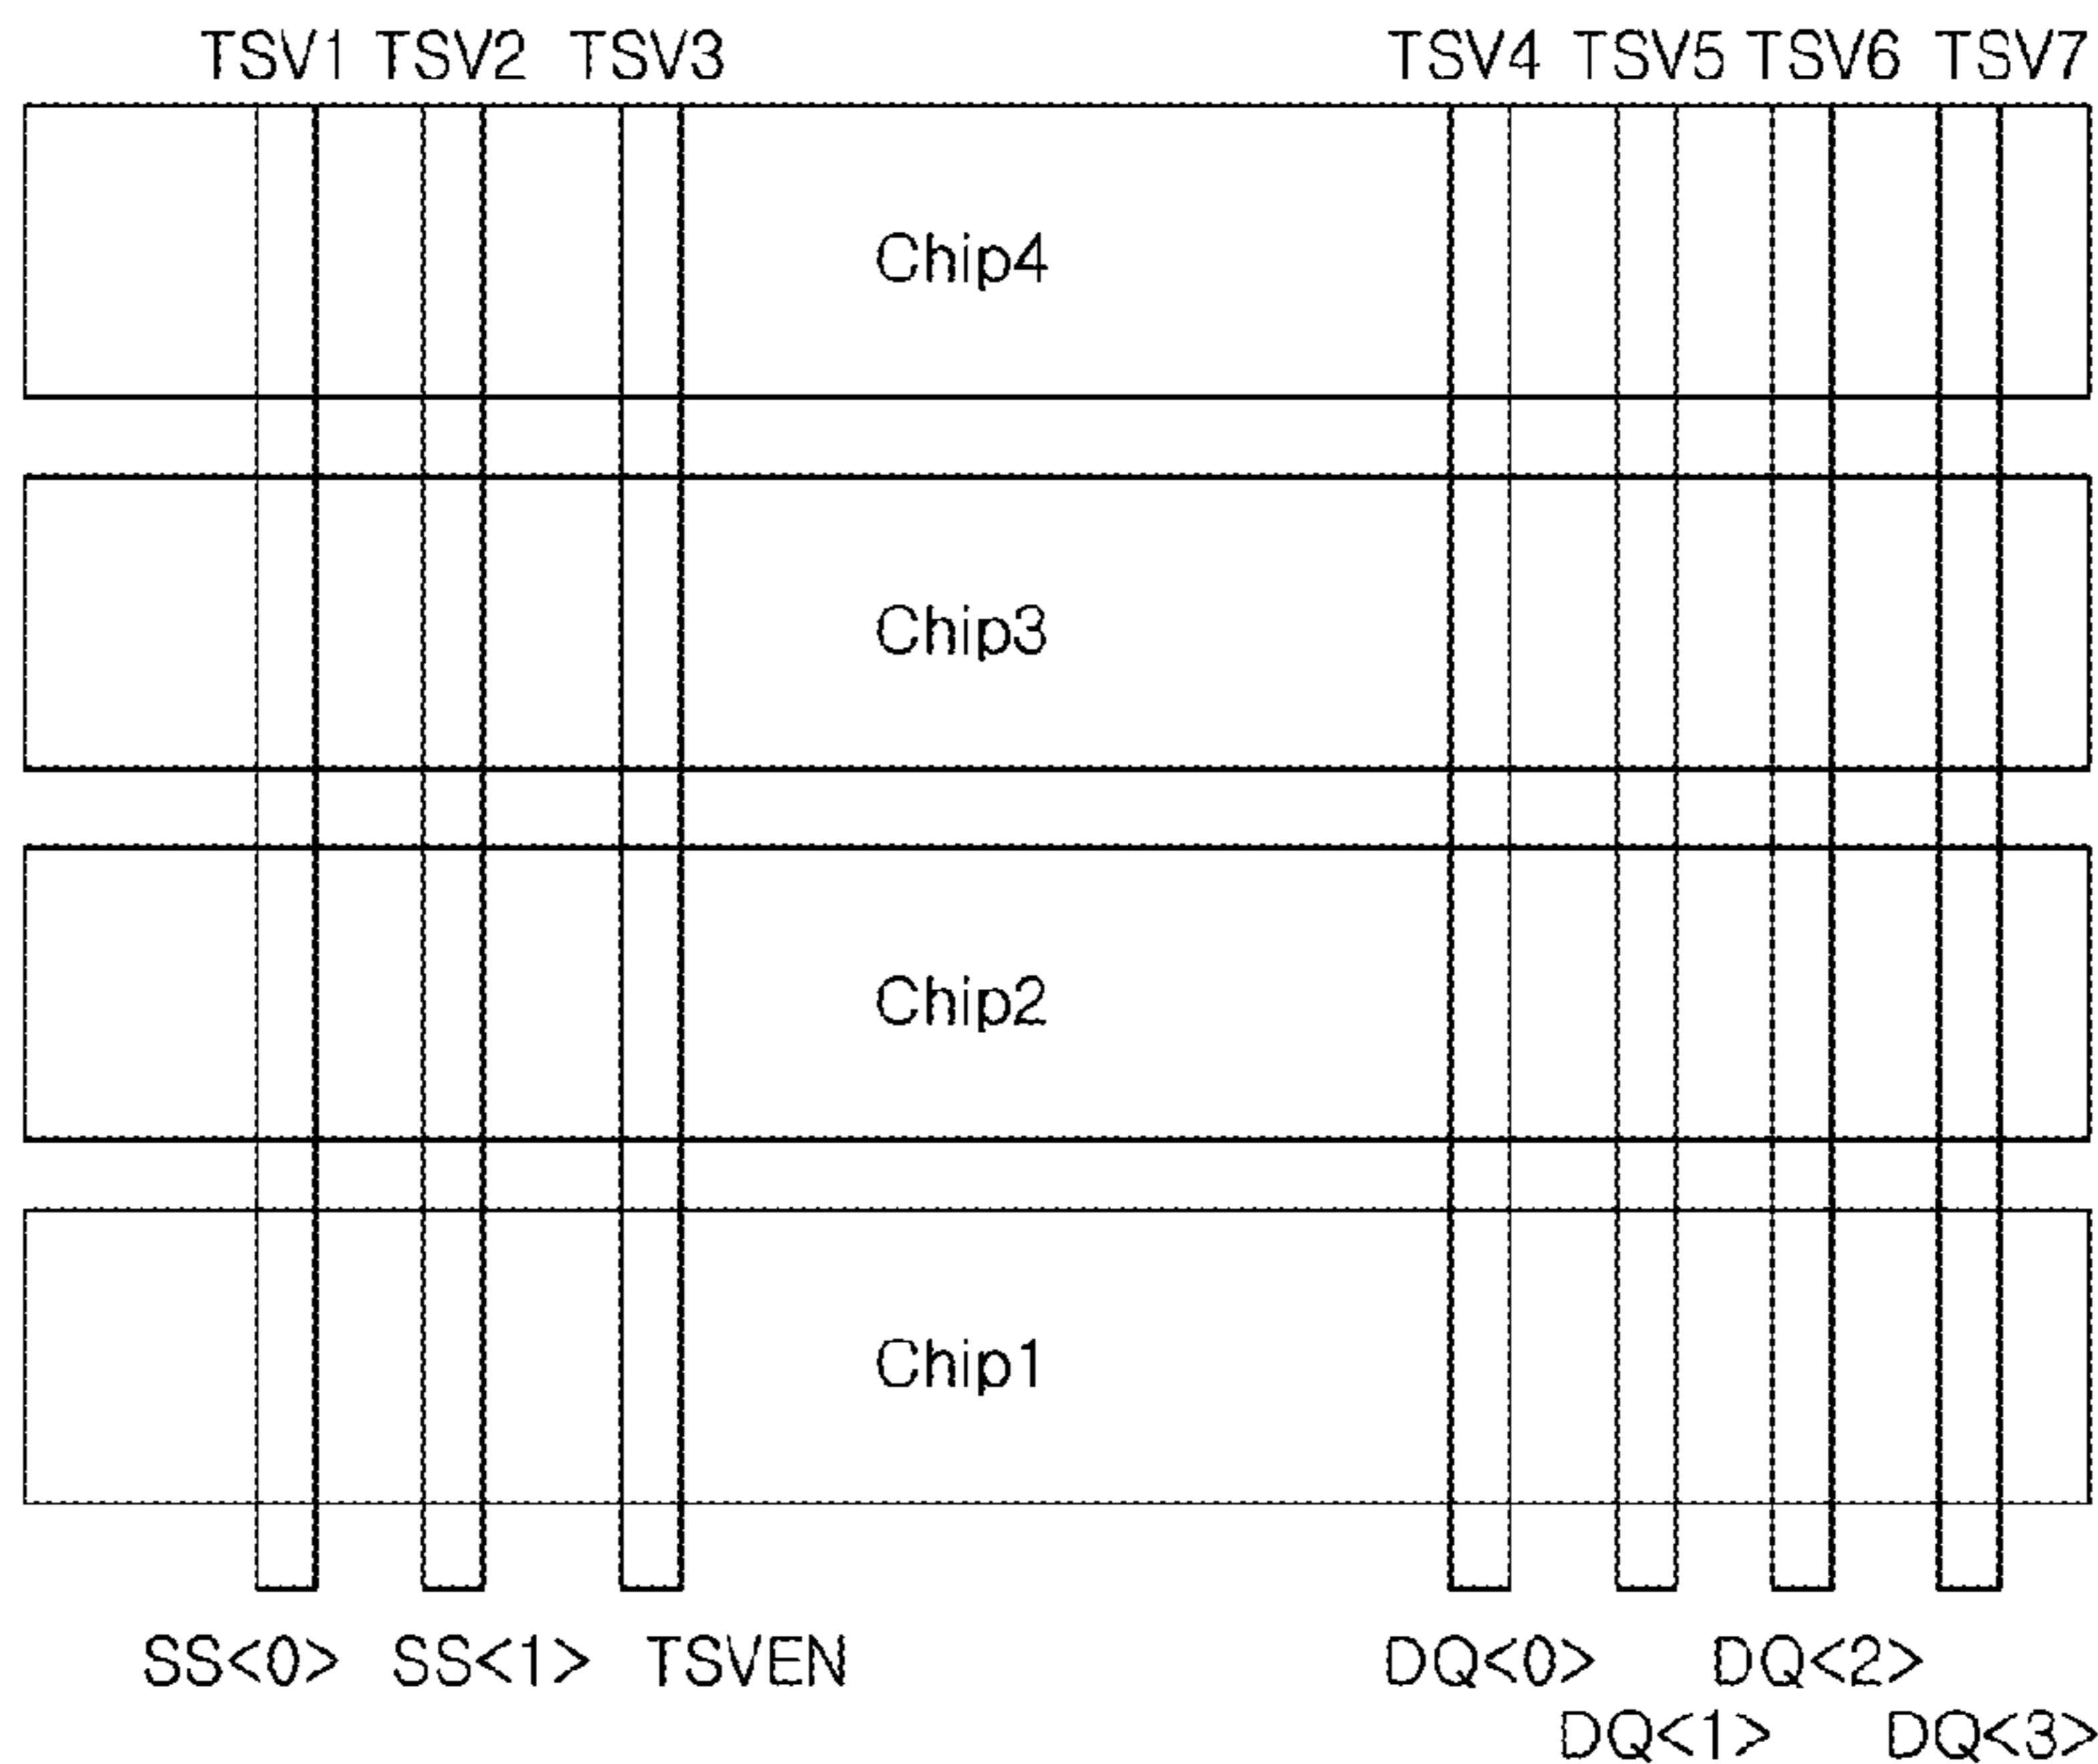 TSV1 TSV2 TSV3 TSV4 TSV5 TSV6 TSV7
Chip4
Chip3
Chip2
Chip1
SS<0> SS<1> TSVEN DQ<0> DQ<2>
DQ<1> DQ<3>